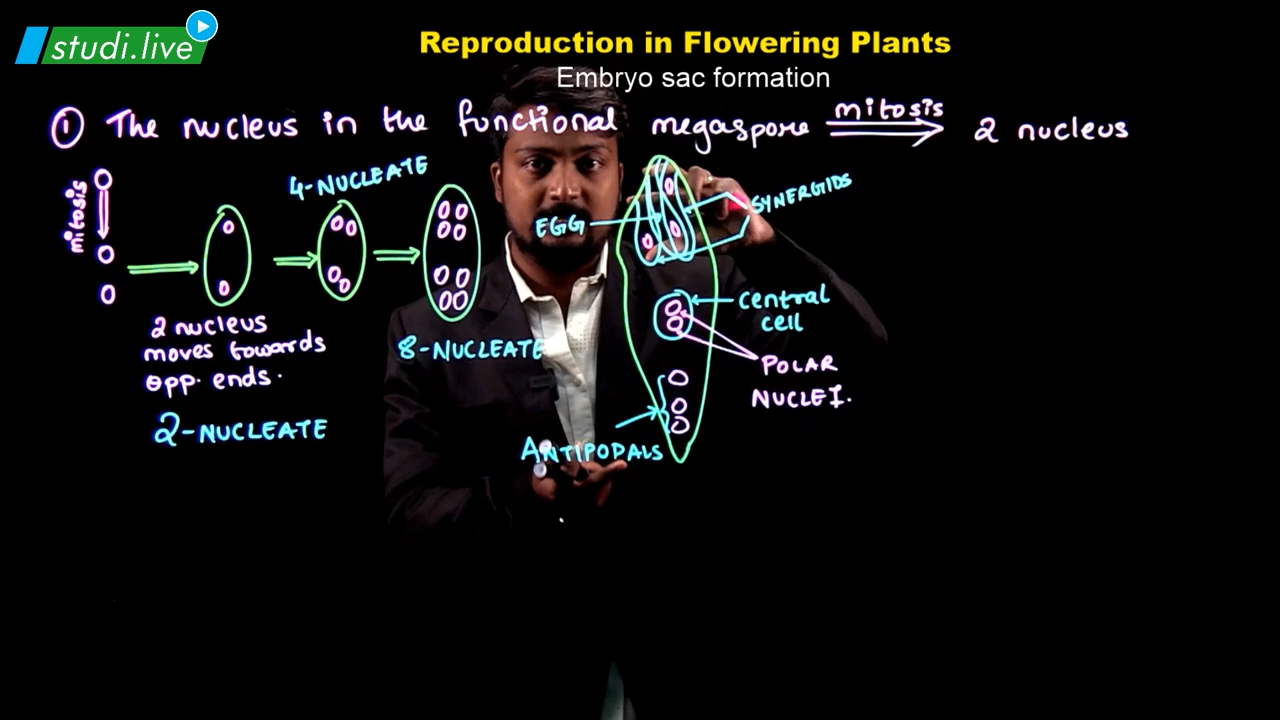 studi.live
Reproduction in Flowering Plants
Embryo sac formation
① The nucleus in the functional megaspore mitosis 2 nucleus
mitosis
4-NUCLEATE
2 nucleus
moves towards
opp. ends.
2-NUCLEATE
8-NUCLEATE
EGG
SYNERGIDS
Central
cell
POLAR
NUCLEI.
ANTIPODALS